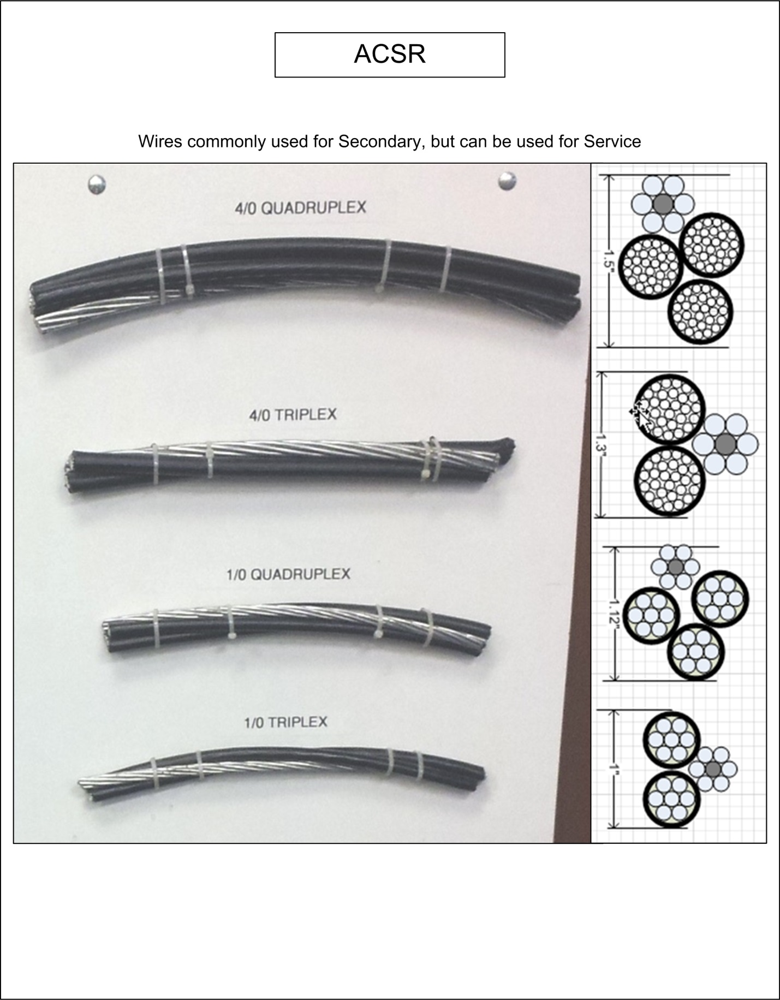 ACSR
Wires commonly used for Secondary, but can be used for Service
4/0 QUADRUPLEX
1.5"
4/0 TRIPLEX
1.3"
1/0 QUADRUPLEX
1.12"
1/0 TRIPLEX
1"